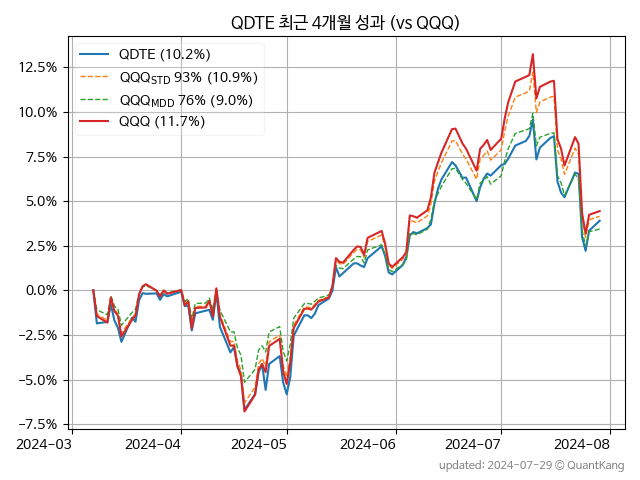 QDTE 최근 4개월 성과 (vs QQQ)
QDTE (10.2%)
QQQSTD 93% (10.9%)
QQQMDD 76% (9.0%)
QQQ (11.7%)
12.5%
10.0%
7.5%
5.0%
2.5%
0.0%
−2.5%
−5.0%
−7.5%
2024-03 2024-04 2024-05 2024-06 2024-07 2024-08
updated: 2024-07-29 © QuantKang